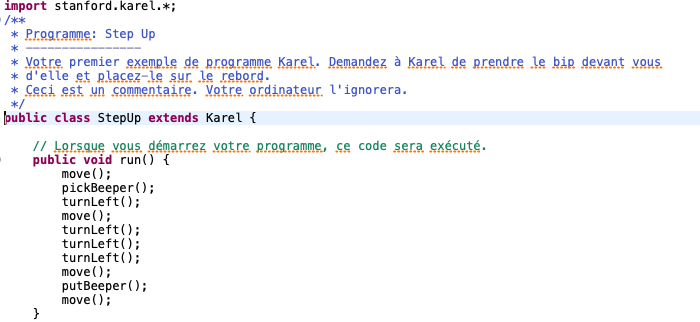 import stanford.karel.*;
/**
 * Programme: Step Up
 * ----------------
 * Votre premier exemple de programme Karel. Demandez à Karel de prendre le bip devant vous
 * d'elle et placez-le sur le rebord.
 * Ceci est un commentaire. Votre ordinateur l'ignorera.
 */
public class StepUp extends Karel {
// Lorsque vous démarrez votre programme, ce code sera exécuté.
public void run() {
move();
pickBeeper();
turnLeft();
move();
turnLeft();
turnLeft();
turnLeft();
move();
putBeeper();
move();
}